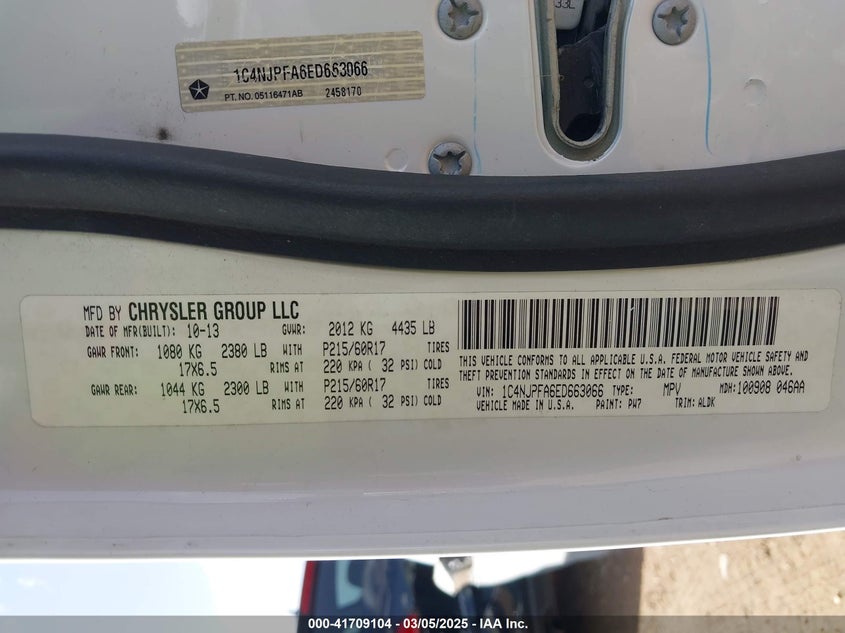 33L
1C4NJPFA6ED663066
PT. NO. 05116471AB 2458170
MFD BY CHRYSLER GROUP LLC
DATE OF MFR(BUILT): 10-13 GVWR: 2012 KG 4435 LB
GAWR FRONT: 1080 KG 2380 LB WITH P215/60R17 TIRES
17X6.5 RIMS AT 220 KPA ( 32 PSI) COLD
GAWR REAR: 1044 KG 2300 LB WITH P215/60R17 TIRES
17X6.5 RIMS AT 220 KPA ( 32 PSI) COLD
THIS VEHICLE CONFORMS TO ALL APPLICABLE U.S.A. FEDERAL MOTOR VEHICLE SAFETY AND
THEFT PREVENTION STANDARDS IN EFFECT ON THE DATE OF MANUFACTURE SHOWN ABOVE.
VIN: 1C4NJPFA6ED663066 TYPE: MPV MDH: 100908 046AA
VEHICLE MADE IN U.S.A. PAINT: PW7 TRIM: ALDK
000-41709104 - 03/05/2025 - IAA Inc.